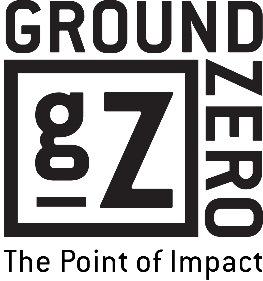 GROUND
ZERO
gZ
The Point of Impact